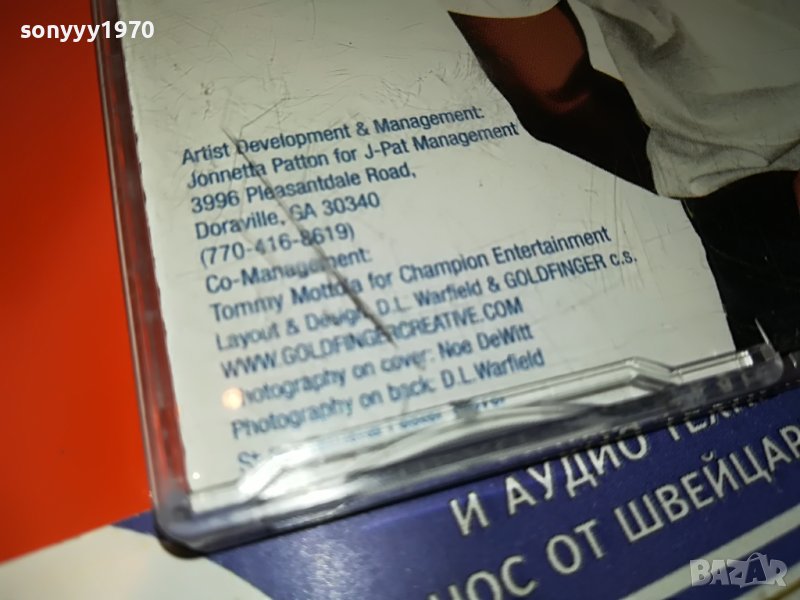 sonyyy1970
Artist Development & Management:
Jonnetta Patton for J-Pat Management
3996 Pleasantdale Road,
Doraville, GA 30340
(770-416-8619)
Co-Management:
Tommy Mottola for Champion Entertainment
Layout & Design, D.L. Warfield & GOLDFINGER c.s.
WWW.GOLDFINGERCREATIVE.COM
Photography on cover: Noe DeWitt
Photography on back: D.L. Warfield
И АУДИО
ОТ ШВЕЙЦАР
BAZAR